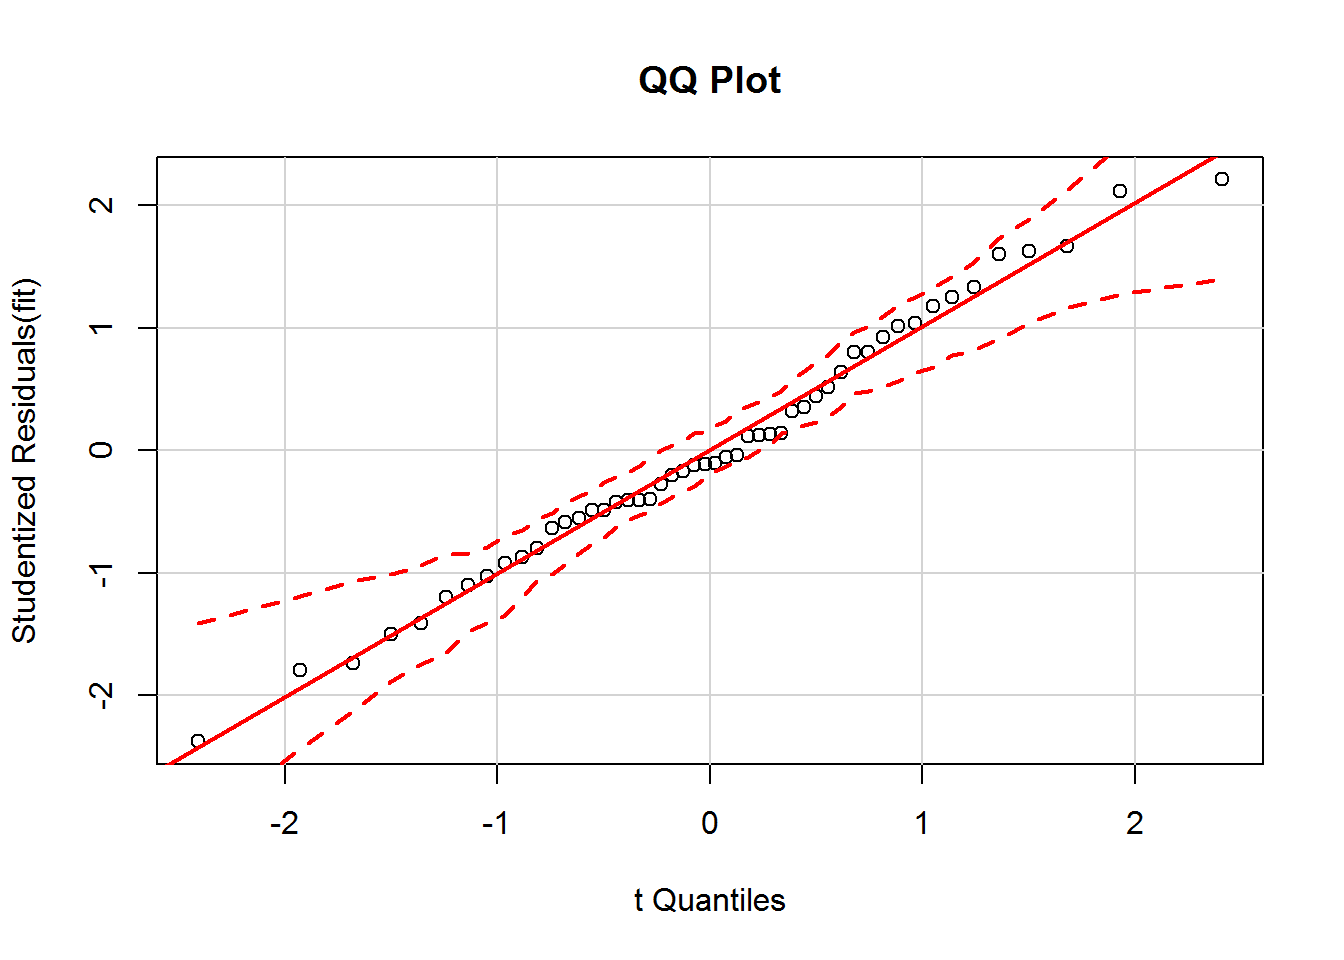 QQ Plot
Studentized Residuals(fit)
2
1
0
-1
-2
-2 -1 0 1 2
t Quantiles